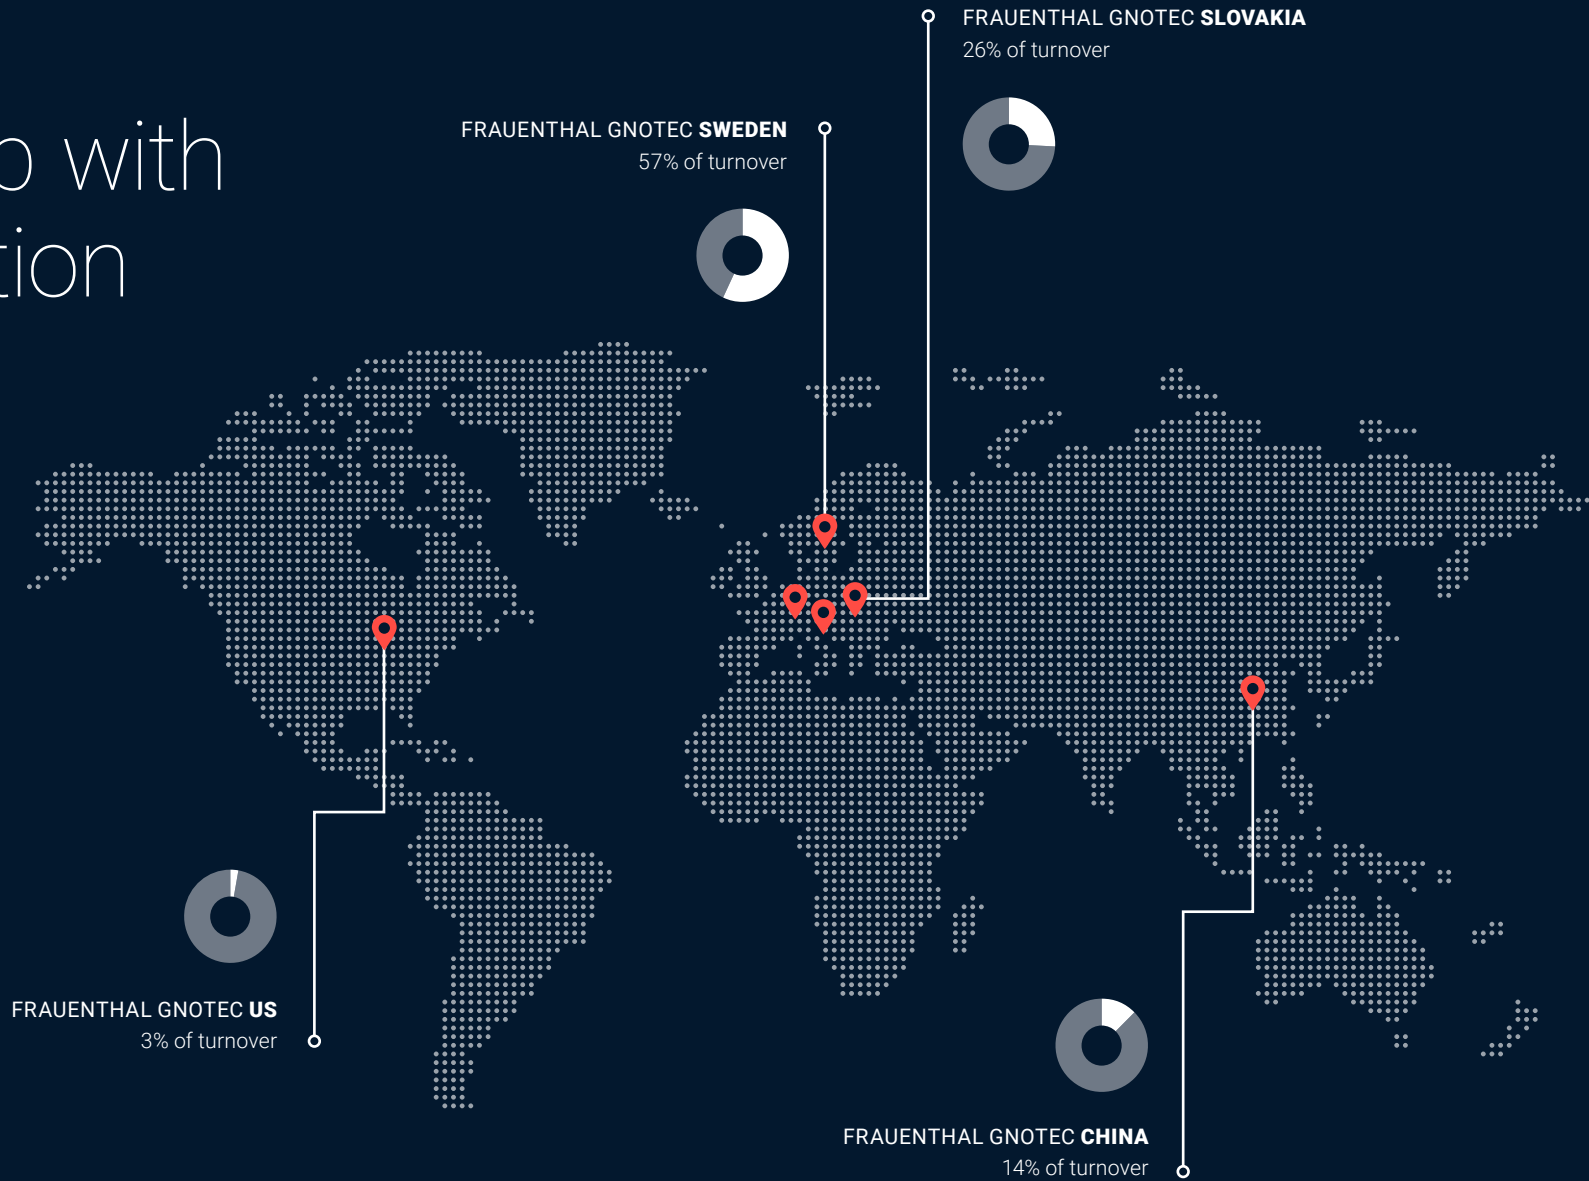 FRAUENTHAL GNOTEC SLOVAKIA
26% of turnover
FRAUENTHAL GNOTEC SWEDEN
57% of turnover
with
tion
FRAUENTHAL GNOTEC US
3% of turnover
FRAUENTHAL GNOTEC CHINA
14% of turnover